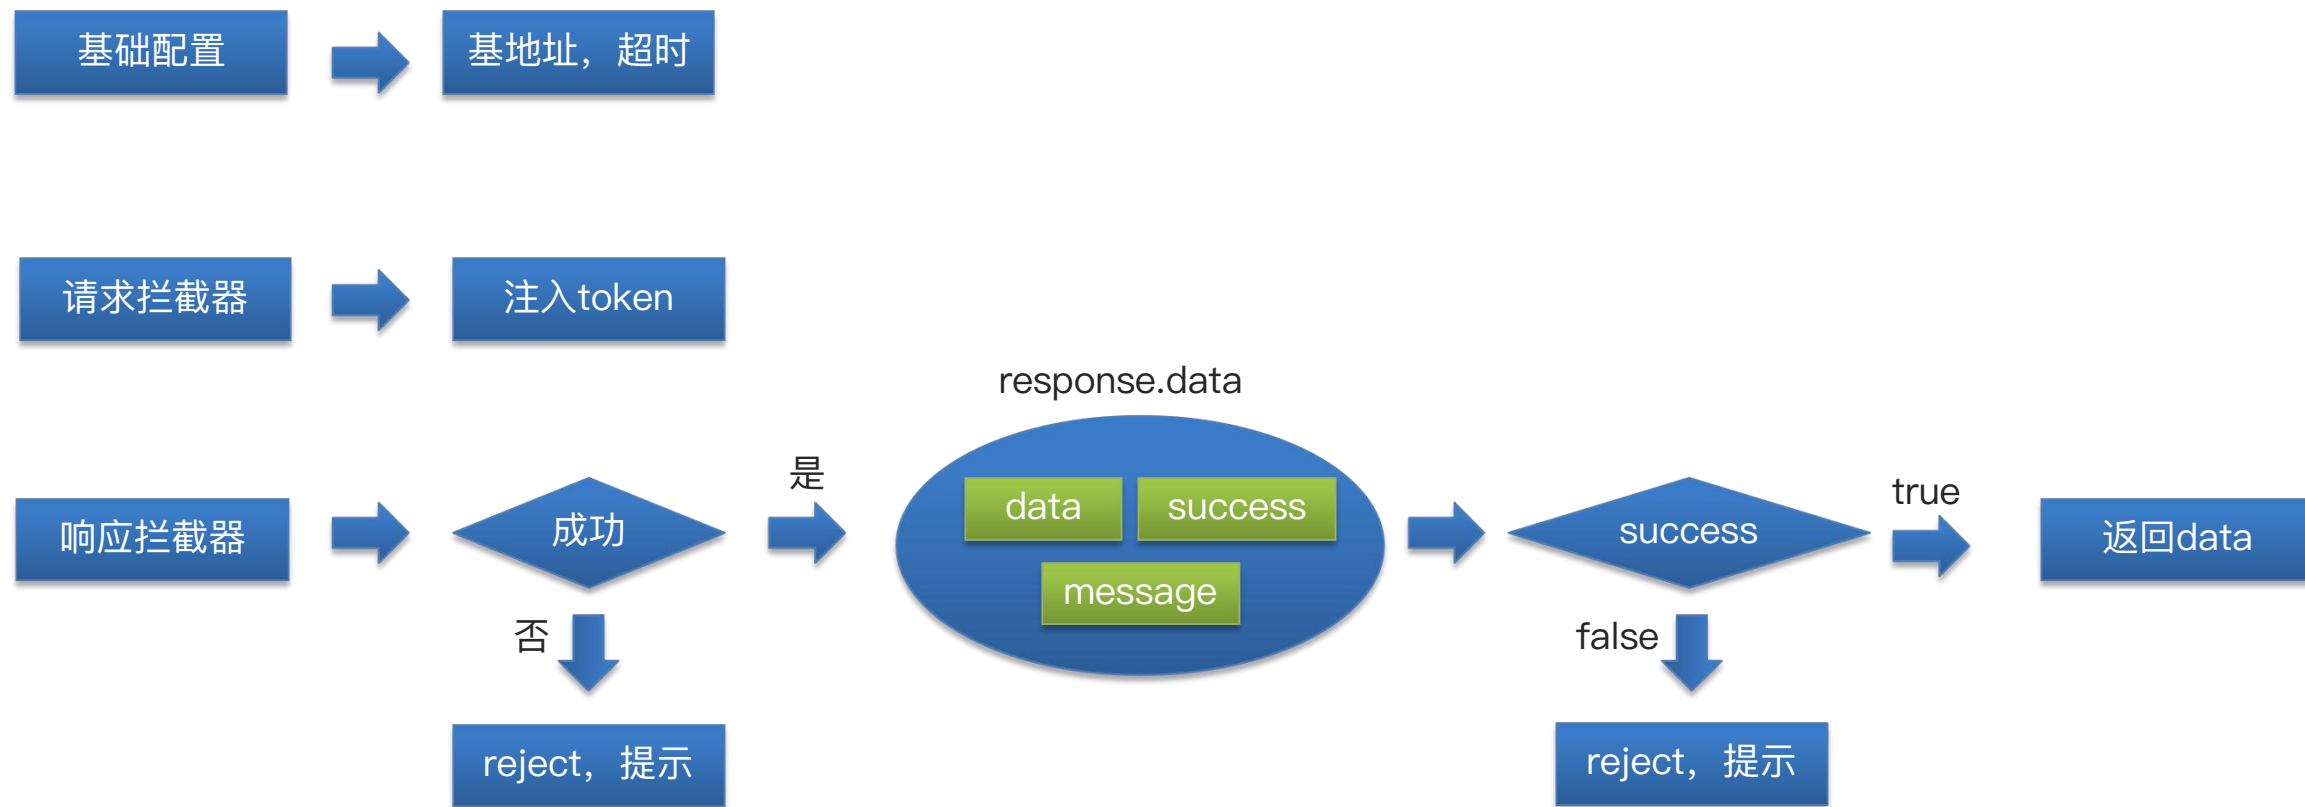 基础配置
基地址，超时
请求拦截器
注入token
response.data
响应拦截器
成功
是
data
success
message
success
true
返回data
否
false
reject，提示
reject，提示